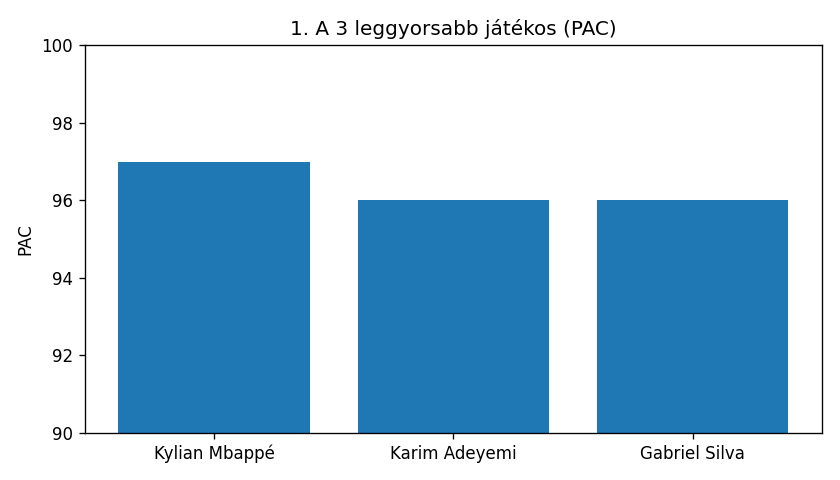 1. A 3 leggyorsabb játékos (PAC)
100
98
96
94
92
90
PAC
Kylian Mbappé
Karim Adeyemi
Gabriel Silva